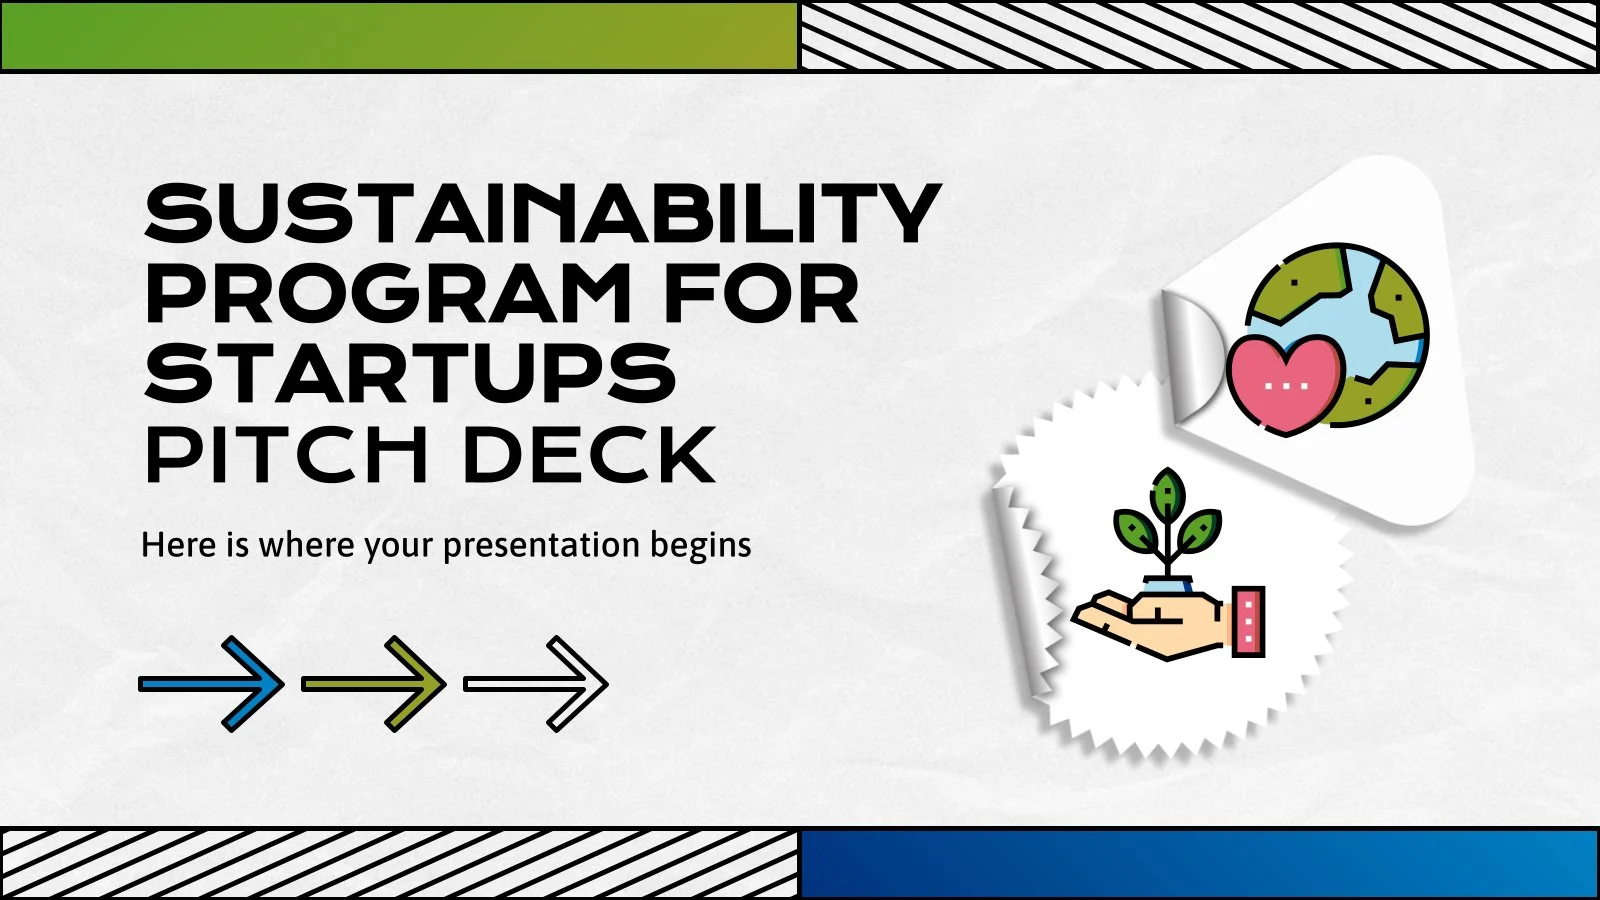 SUSTAINABILITY
PROGRAM FOR
STARTUPS
PITCH DECK
Here is where your presentation begins